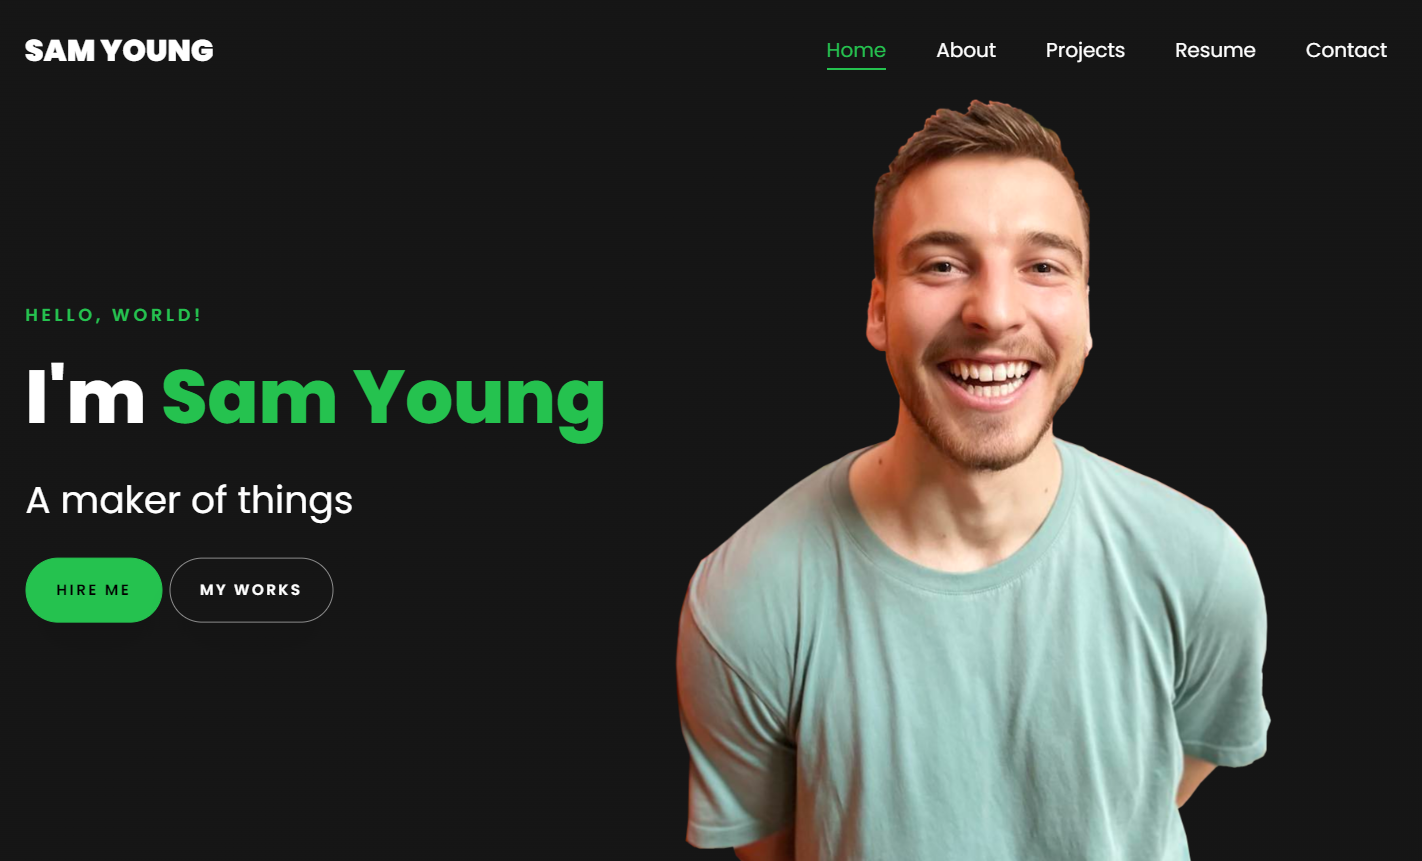 SAM YOUNG
Home About Projects Resume Contact
HELLO, WORLD!
I'm Sam Young
A maker of things
HIRE ME MY WORKS